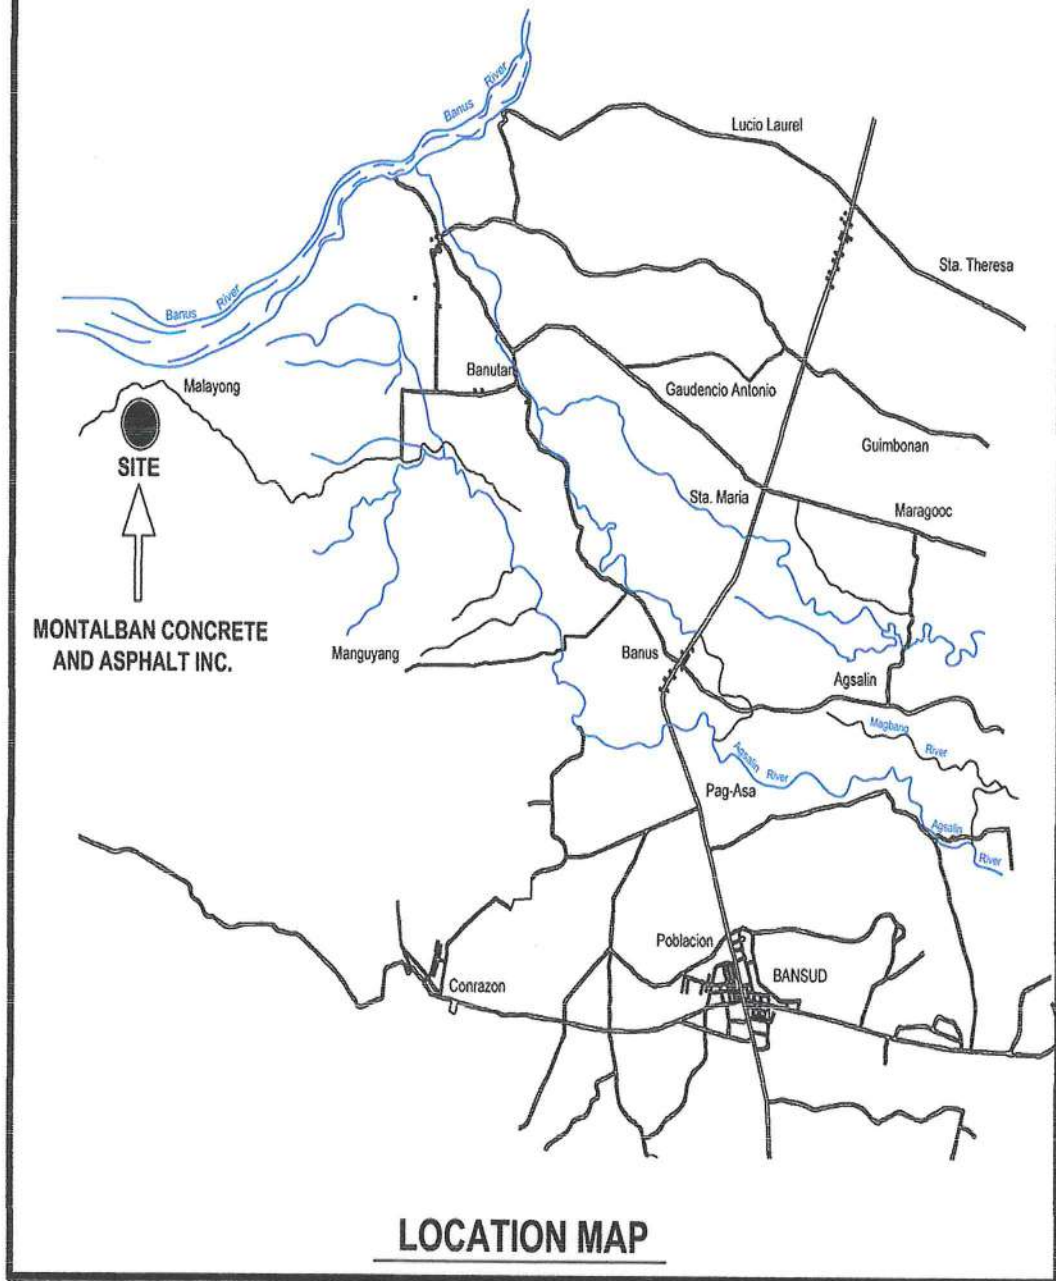 Banus River
Lucio Laurel
Sta. Theresa
Banus River
Malayong
Banutan
Gaudencio Antonio
Guimbonan
SITE
Sta. Maria
Maragooc
MONTALBAN CONCRETE
AND ASPHALT INC.
Manguyang
Banus
Agsalin
Magbang River
Agsalin River
Pag-Asa
Agsalin River
Poblacion
BANSUD
Conrazon
LOCATION MAP